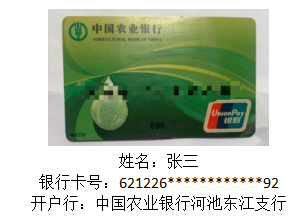 中国农业银行
AGRICULTURAL BANK OF CHINA
896
ATM
UnionPay
银联
姓名：张三
银行卡号：621226************92
开户行：中国农业银行河池东江支行